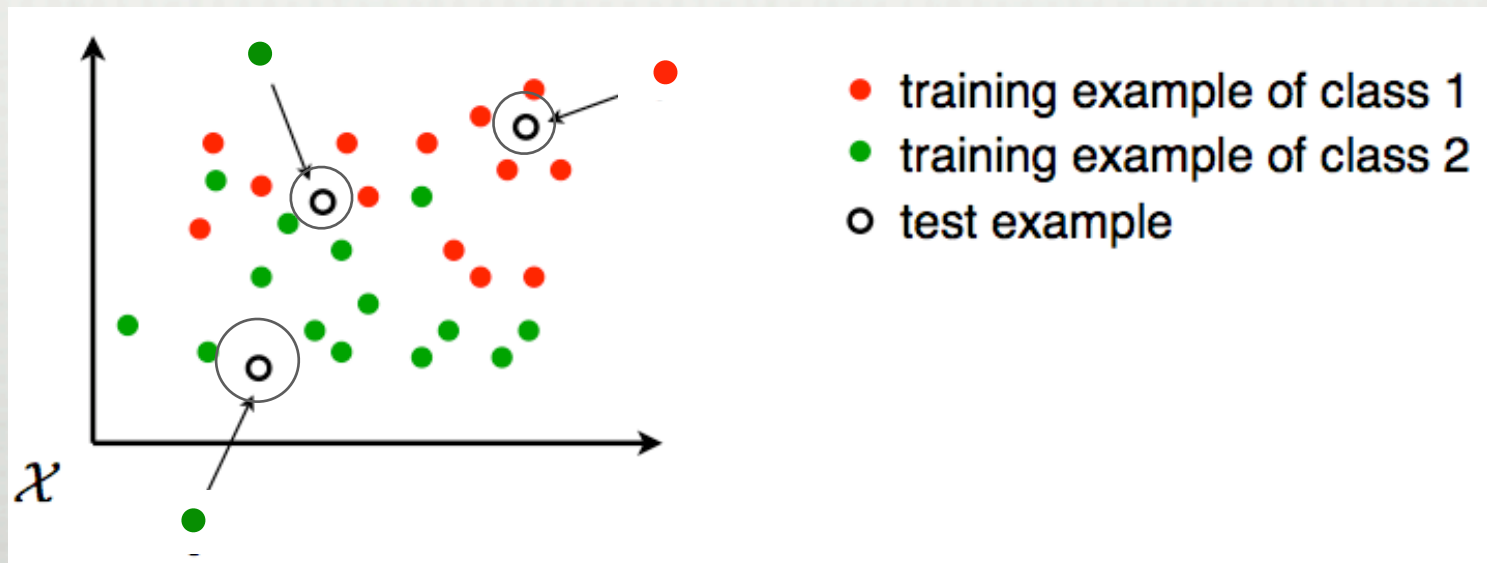 training example of class 1
training example of class 2
test example
𝒳